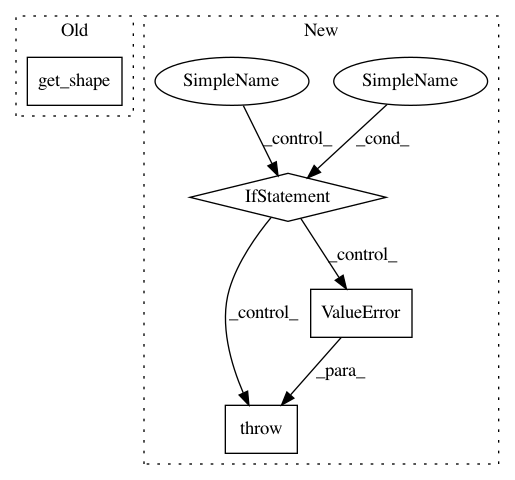 Old
New
get_shape
SimpleName
SimpleName
_control_
_cond_
IfStatement
_control_
_control_
ValueError
_para_
throw